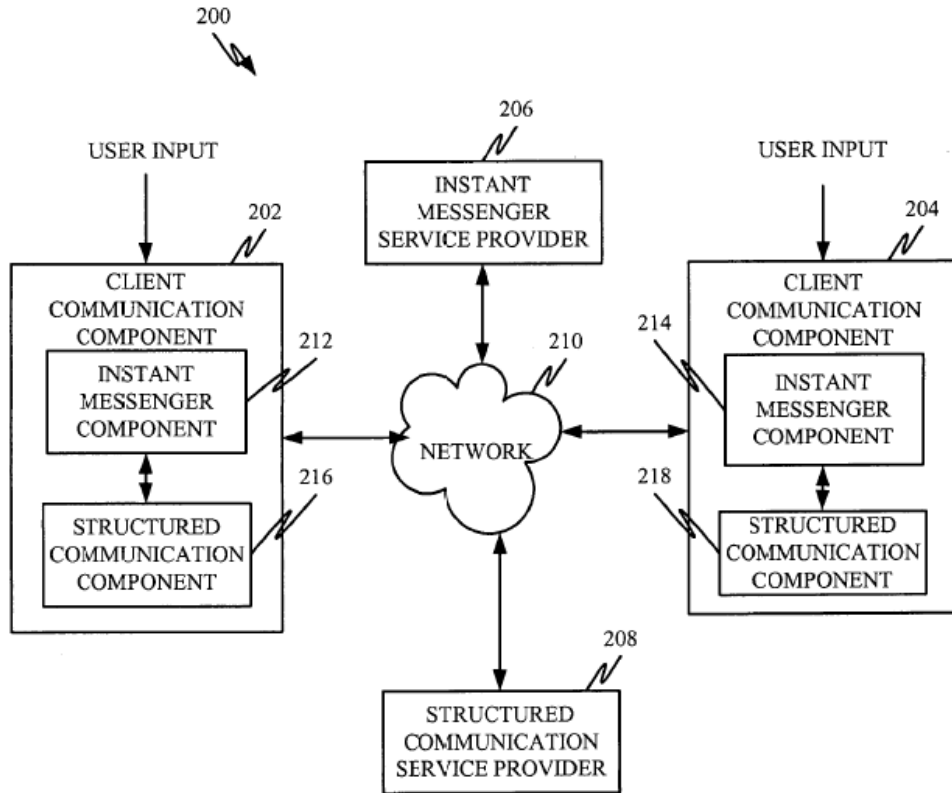 200
206
USER INPUT
USER INPUT
202
INSTANT
MESSENGER
SERVICE PROVIDER
204
CLIENT
COMMUNICATION
COMPONENT
212
INSTANT
MESSENGER
COMPONENT
216
STRUCTURED
COMMUNICATION
COMPONENT
210
NETWORK
CLIENT
COMMUNICATION
COMPONENT
214
INSTANT
MESSENGER
COMPONENT
218
STRUCTURED
COMMUNICATION
COMPONENT
208
STRUCTURED
COMMUNICATION
SERVICE PROVIDER